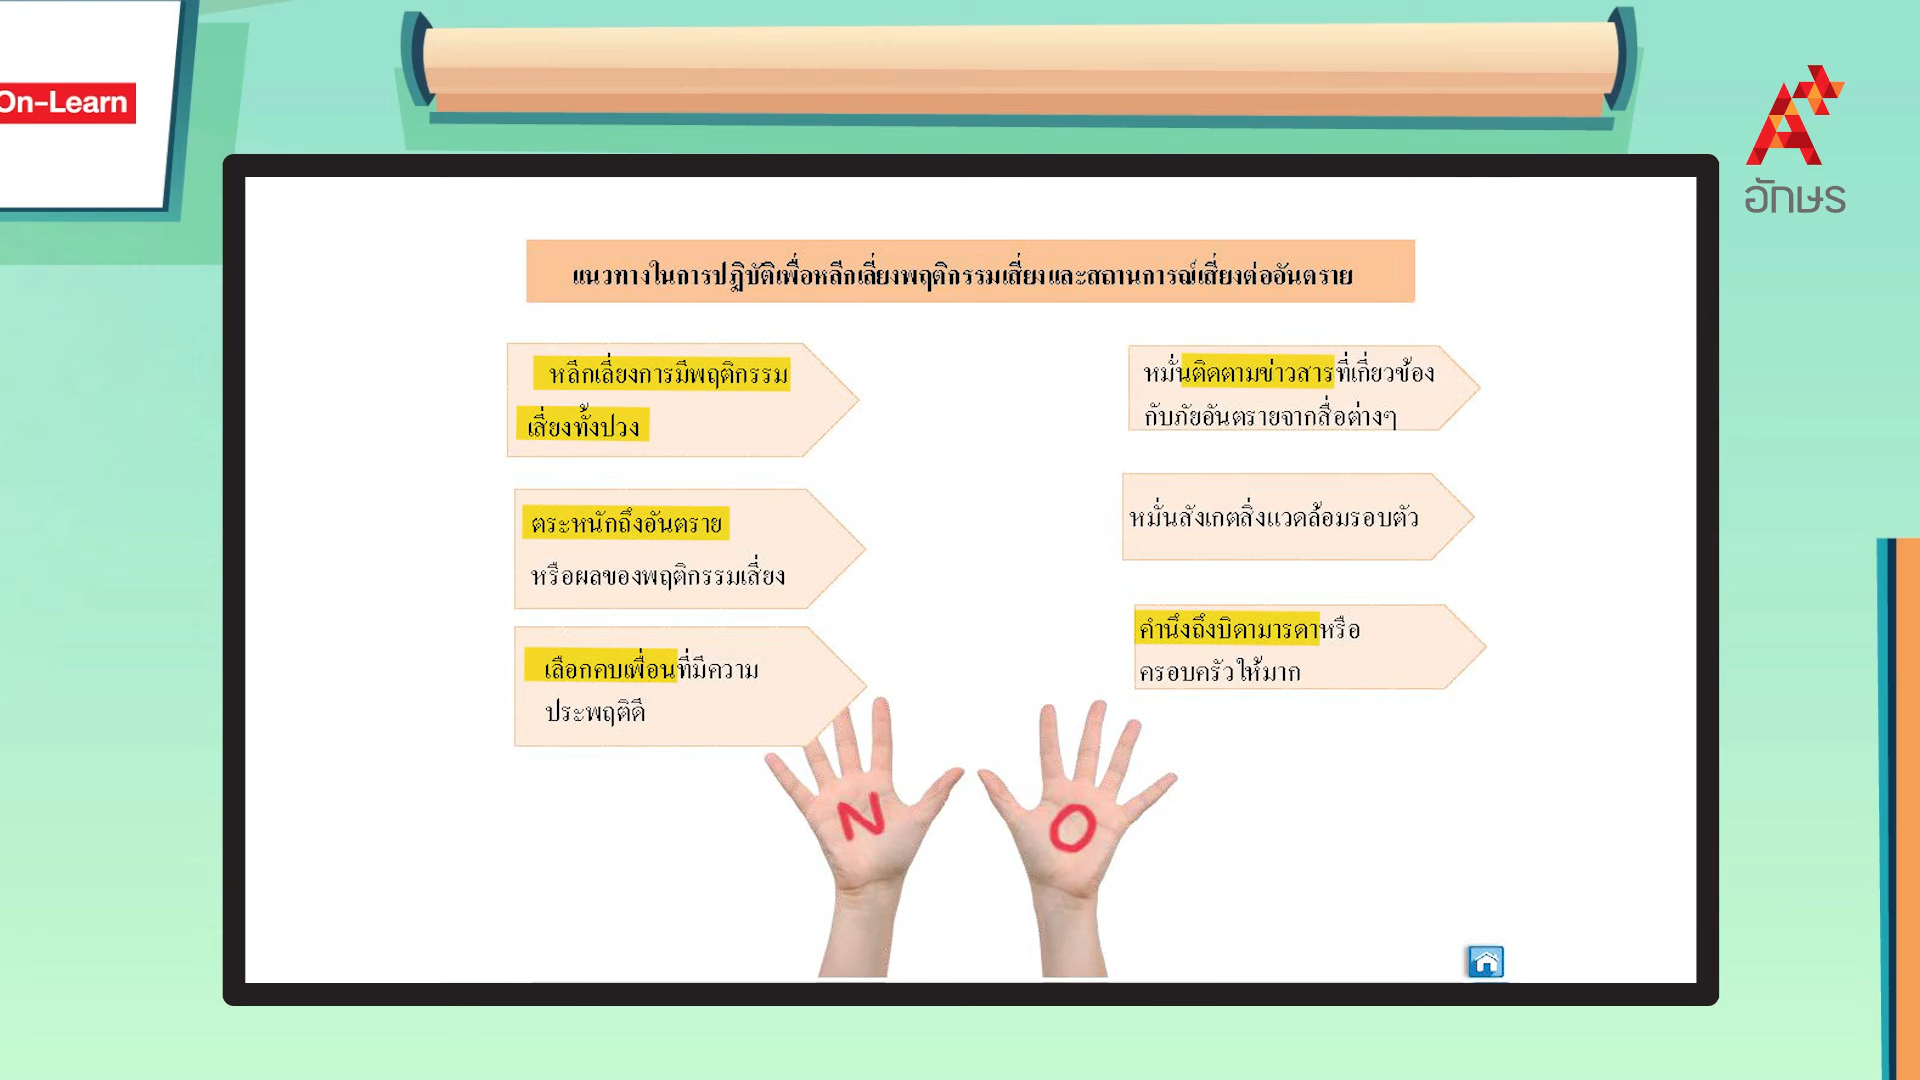 On-Learn
อักษร
แนวทางในการปฏิบัติเพื่อหลีกเลี่ยงพฤติกรรมเสี่ยงและสถานการณ์เสี่ยงต่ออันตราย
หลีกเลี่ยงการมีพฤติกรรม
เสี่ยงทั้งปวง
ตระหนักถึงอันตราย
หรือผลของพฤติกรรมเสี่ยง
เลือกคบเพื่อนที่มีความ
ประพฤติดี
หมั่นติดตามข่าวสารที่เกี่ยวข้อง
กับภัยอันตรายจากสื่อต่างๆ
หมั่นสังเกตสิ่งแวดล้อมรอบตัว
คำนึงถึงบิดามารดาหรือ
ครอบครัวให้มาก
N O